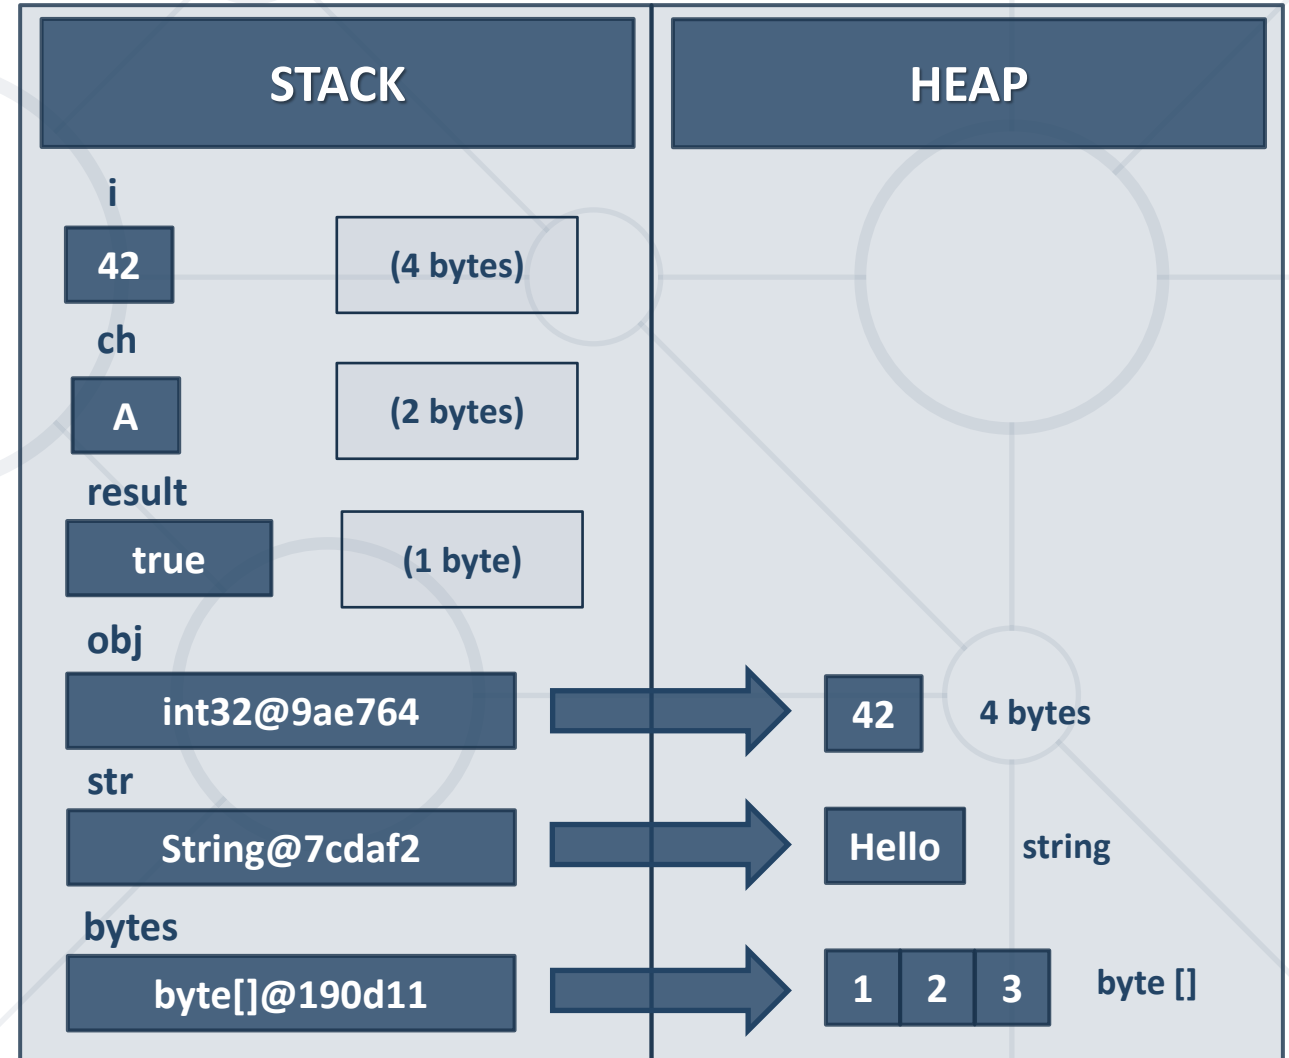 STACK
HEAP
i
42
(4 bytes)
ch
A
(2 bytes)
result
true
(1 byte)
obj
int32@9ae764
42
4 bytes
str
String@7cdaf2
Hello
string
bytes
byte[]@190d11
1 2 3
byte []